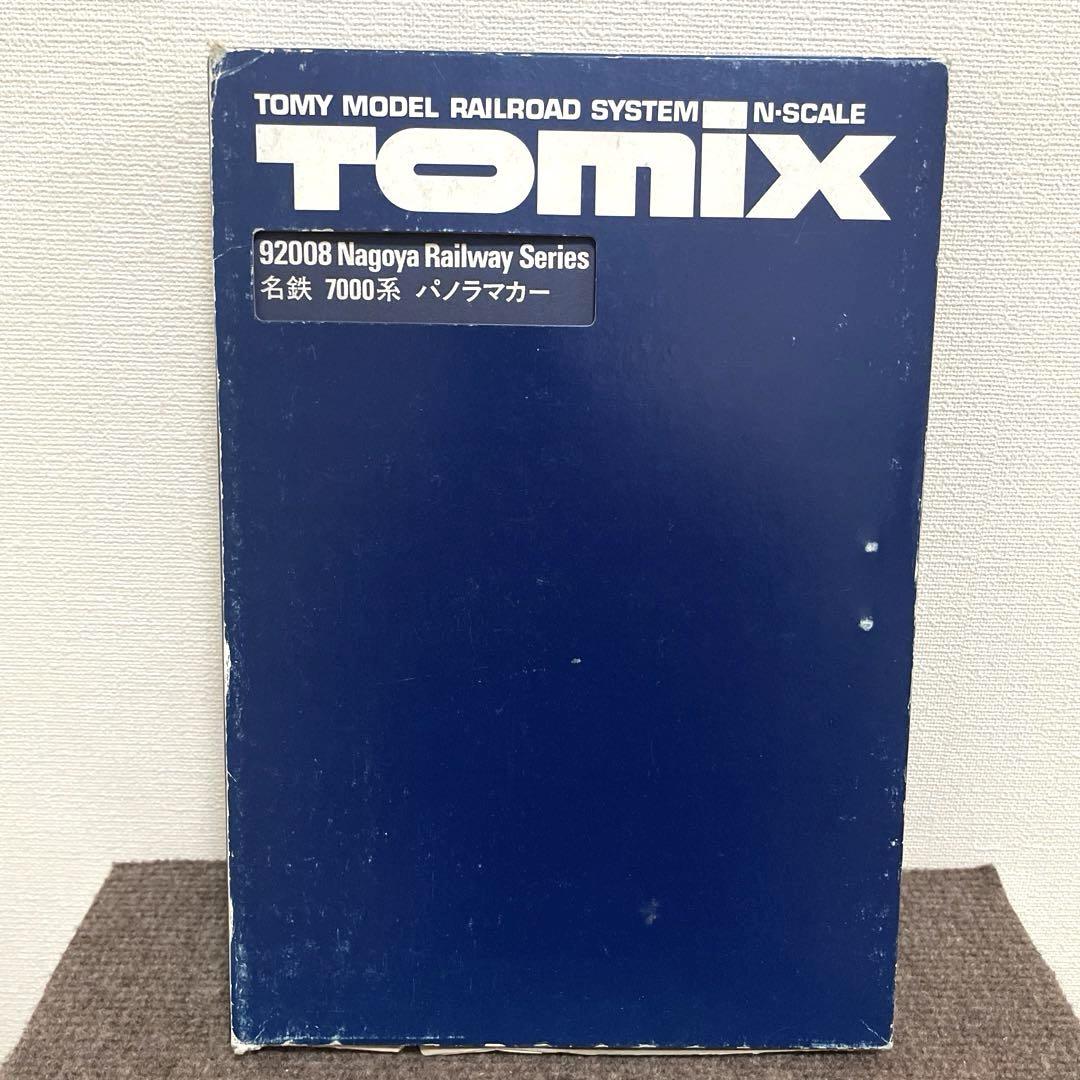 TOMY MODEL RAILROAD SYSTEM N・SCALE
TOMIX
92008 Nagoya Railway Series
名鉄 7000系 パノラマカー